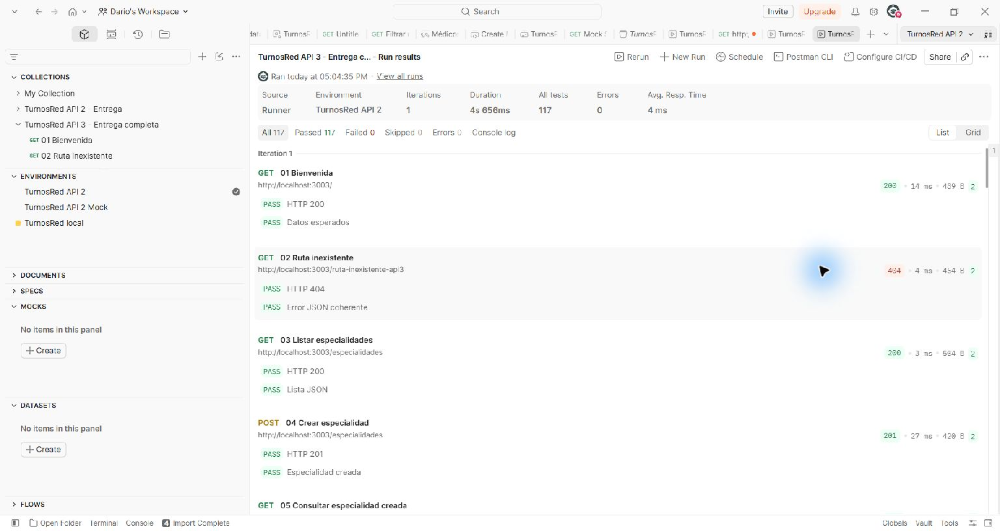 Dario's Workspace
Search
Invite
Upgrade
Turnos
GET Untitle
GET Filtrar
Médico
Create
Turnos
GET Mock
Turnos
Turnos
GET http:
Turnos
Turnos
TurnosRed API 2
TurnosRed API 3 - Entrega c... - Run results
Rerun
New Run
Schedule
Postman CLI
Configure CI/CD
Share
Ran today at 05:04:35 PM · View all runs
Source Environment Iterations Duration All tests Errors Avg. Resp. Time
Runner TurnosRed API 2 1 4s 656ms 117 0 4 ms
All 117 Passed 117 Failed 0 Skipped 0 Errors 0 Console log
List Grid
COLLECTIONS
My Collection
TurnosRed API 2 - Entrega
TurnosRed API 3 - Entrega completa
GET 01 Bienvenida
GET 02 Ruta inexistente
ENVIRONMENTS
TurnosRed API 2
TurnosRed API 2 Mock
TurnosRed local
DOCUMENTS
SPECS
MOCKS
No items in this panel
Create
DATASETS
No items in this panel
Create
FLOWS
Iteration 1
1
GET 01 Bienvenida
http://localhost:3003/
200 • 14 ms • 439 B 2
PASS HTTP 200
PASS Datos esperados
GET 02 Ruta inexistente
http://localhost:3003/ruta-inexistente-api3
404 • 4 ms • 454 B 2
PASS HTTP 404
PASS Error JSON coherente
GET 03 Listar especialidades
http://localhost:3003/especialidades
200 • 3 ms • 504 B 2
PASS HTTP 200
PASS Lista JSON
POST 04 Crear especialidad
http://localhost:3003/especialidades
201 • 27 ms • 420 B 2
PASS HTTP 201
PASS Especialidad creada
GET 05 Consultar especialidad creada
Open Folder Terminal Console 4 Import Complete
Globals Vault Tools